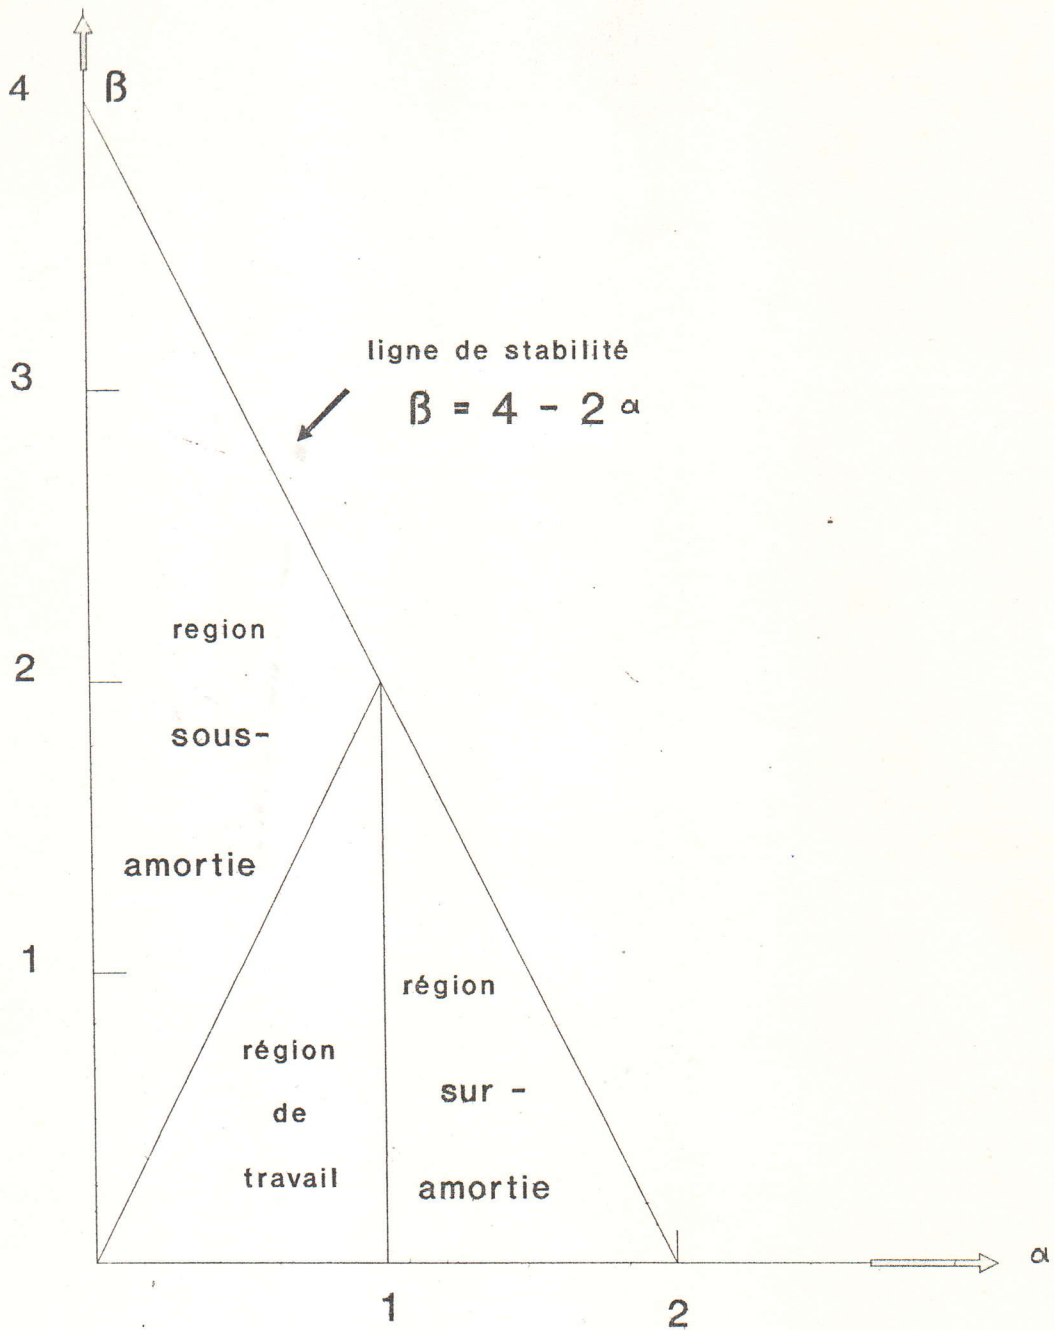 4 β
3
ligne de stabilité
β = 4 - 2 α
region
2
sous-
amortie
1
région
région
de
travail
sur -
amortie
α
1
2